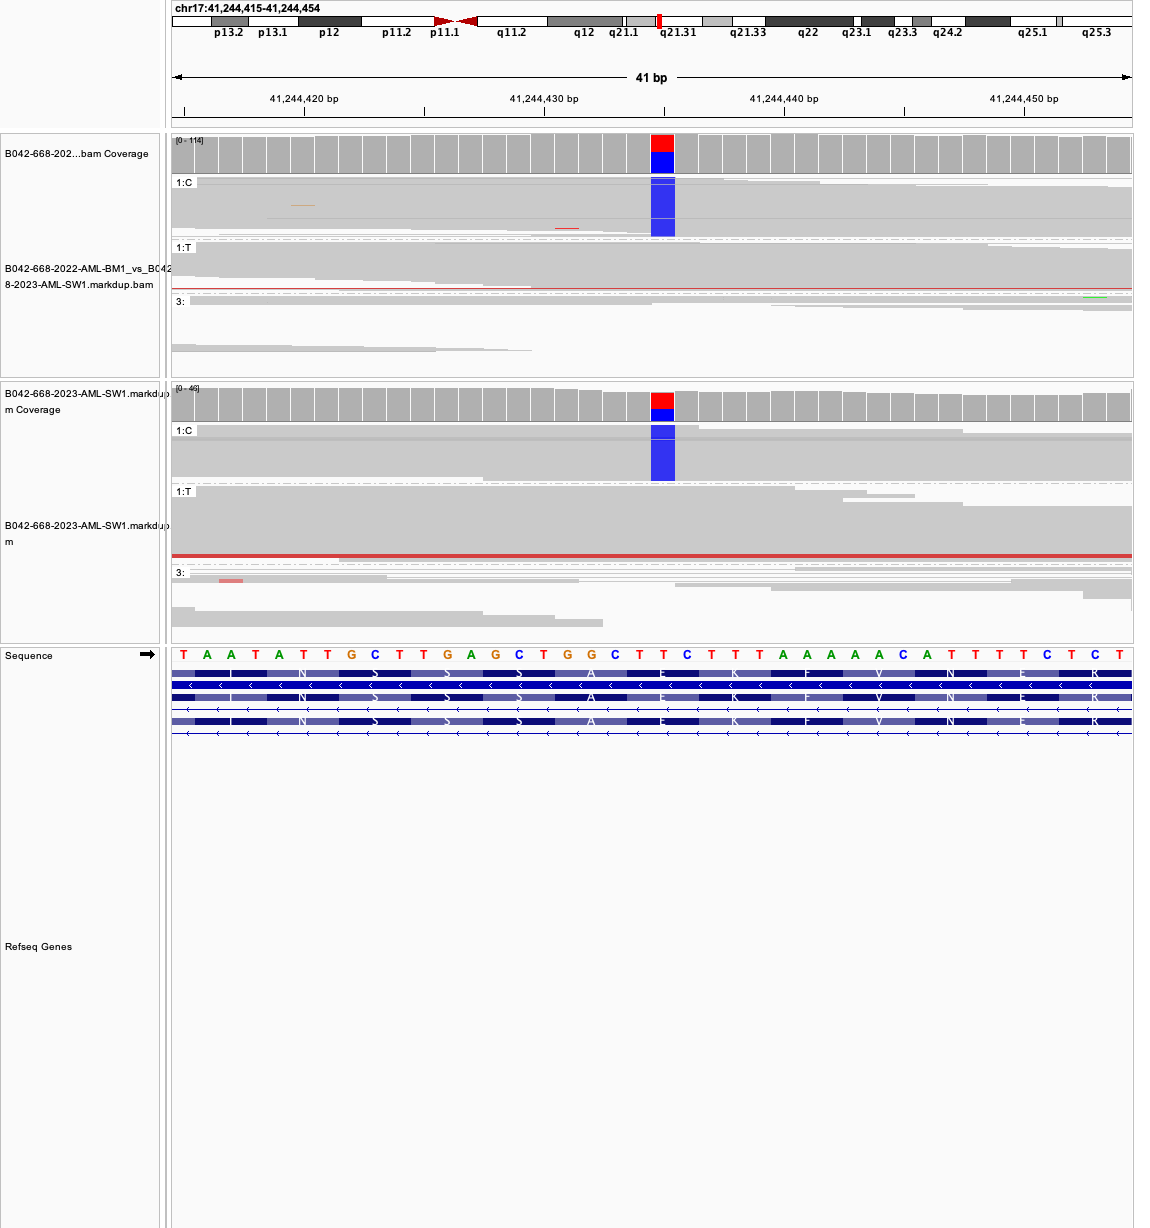 chr17:41,244,415-41,244,454
p13.2 p13.1 p12 p11.2 p11.1 q11.2 q12 q21.1 q21.31 q21.33 q22 q23.1 q23.3 q24.2 q25.1 q25.3
41 bp
41,244,420 bp 41,244,430 bp 41,244,440 bp 41,244,450 bp
[0 - 114]
B042-668-202...bam Coverage
1:C
1:T
B042-668-2022-AML-BM1_vs_B042
8-2023-AML-SW1.markdup.bam
3:
[0 - 46]
B042-668-2023-AML-SW1.markdup
m Coverage
1:C
1:T
B042-668-2023-AML-SW1.markdup
m
3:
Sequence T A A T A T T G C T T G A G C T G G C T T C T T T A A A A A C A T T T T C T C T
I N S S S A E K F V N E R
I N S S S A E K F V N E R
I N S S S A E K F V N E R
Refseq Genes